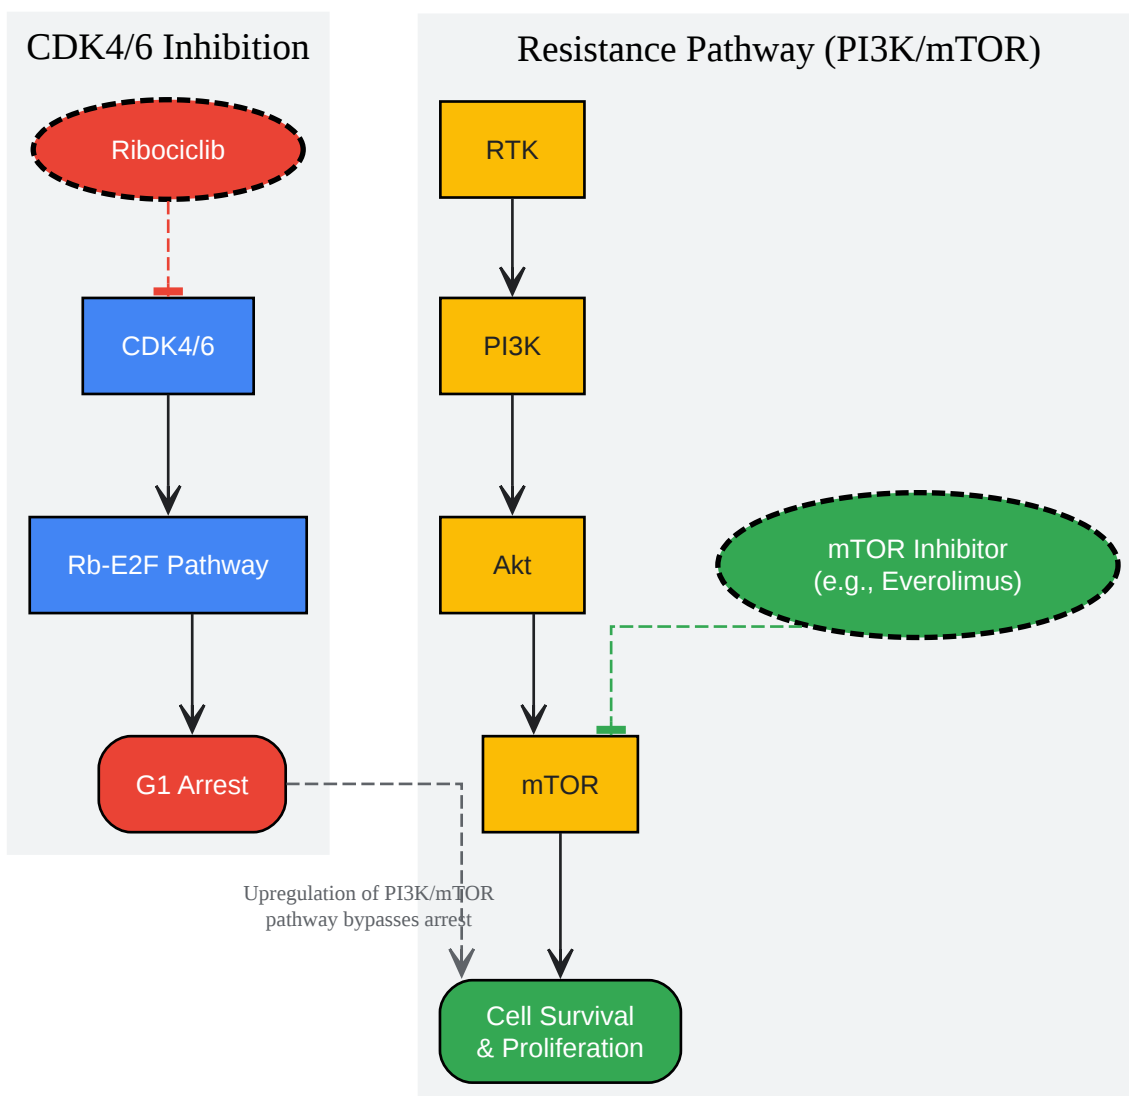 CDK4/6 Inhibition
Ribociclib
CDK4/6
Rb-E2F Pathway
G1 Arrest
Resistance Pathway (PI3K/mTOR)
RTK
PI3K
Akt
mTOR Inhibitor
(e.g., Everolimus)
mTOR
Upregulation of PI3K/mTOR
pathway bypasses arrest
Cell Survival
& Proliferation